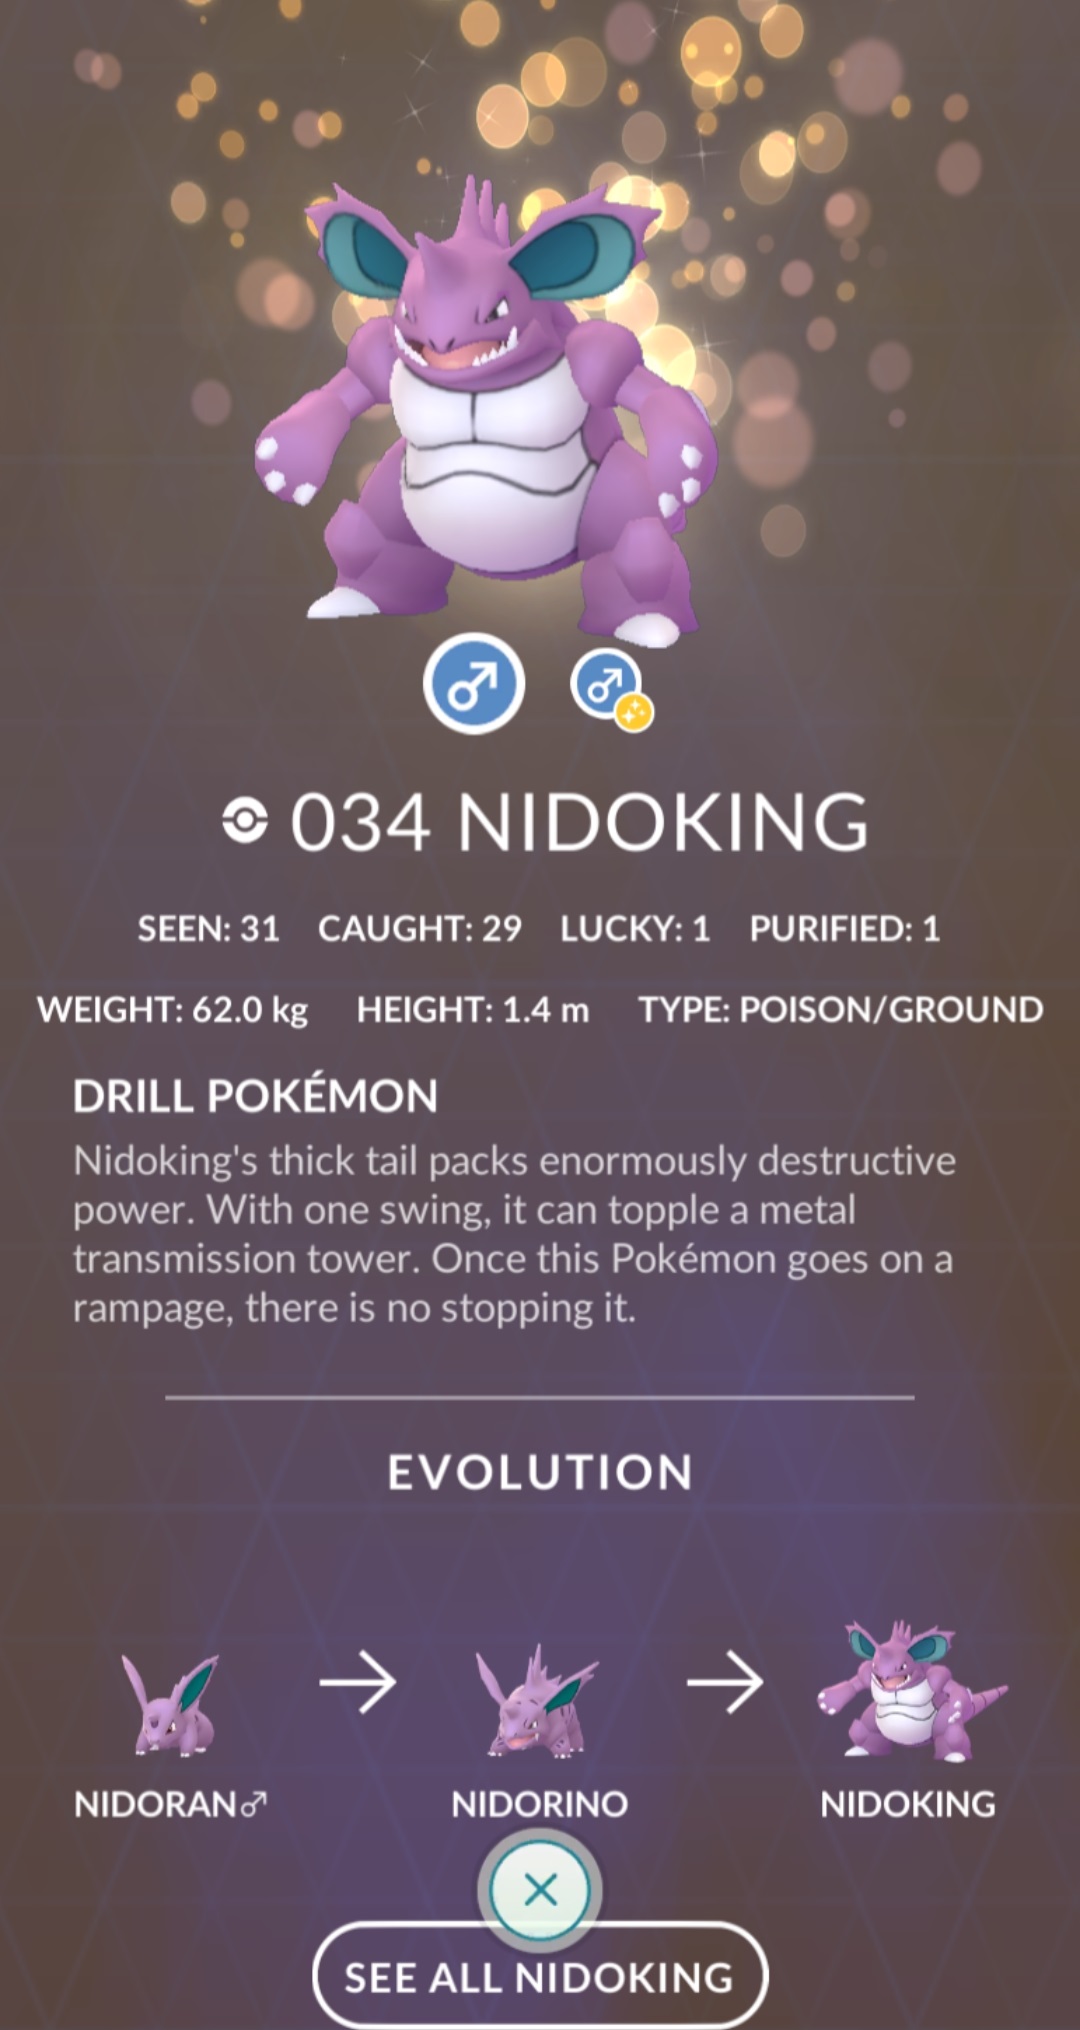 034 NIDOKING
SEEN: 31 CAUGHT: 29 LUCKY: 1 PURIFIED: 1
WEIGHT: 62.0 kg HEIGHT: 1.4 m TYPE: POISON/GROUND
DRILL POKÉMON
Nidoking's thick tail packs enormously destructive
power. With one swing, it can topple a metal
transmission tower. Once this Pokémon goes on a
rampage, there is no stopping it.
EVOLUTION
NIDORAN♂ NIDORINO NIDOKING
SEE ALL NIDOKING